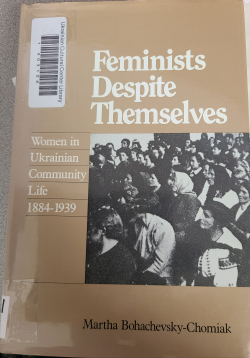 Feminists
Despite
Themselves
Women in
Ukrainian
Community
Life
1884-1939
Martha Bohachevsky-Chomiak